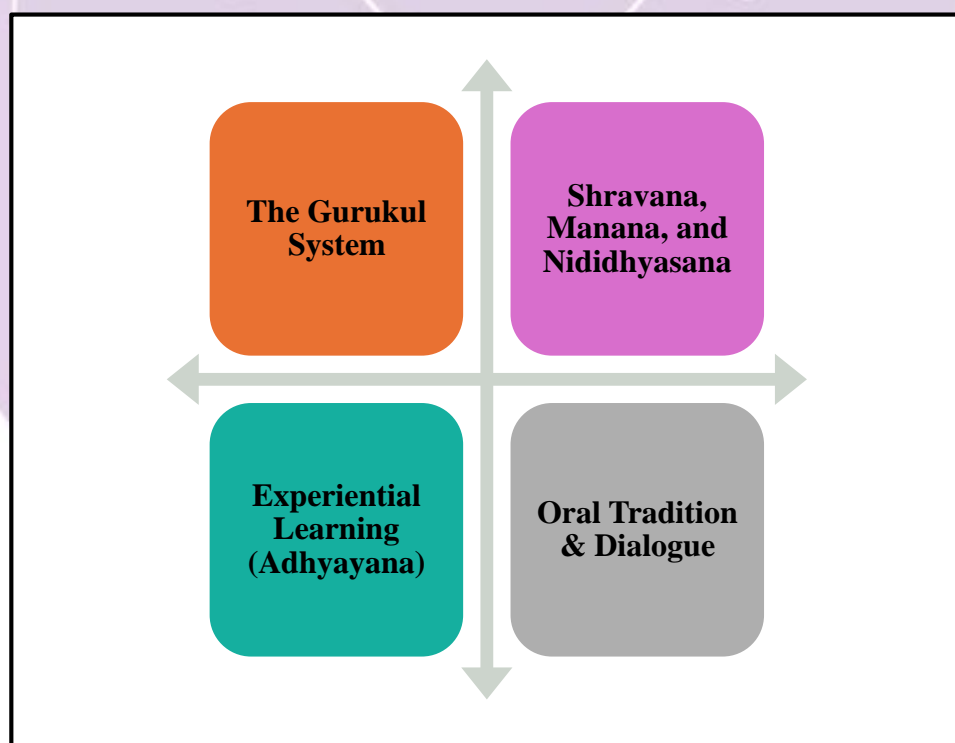 The Gurukul
System
Shravana,
Manana, and
Nididhyasana
Experiential
Learning
(Adhyayana)
Oral Tradition
& Dialogue